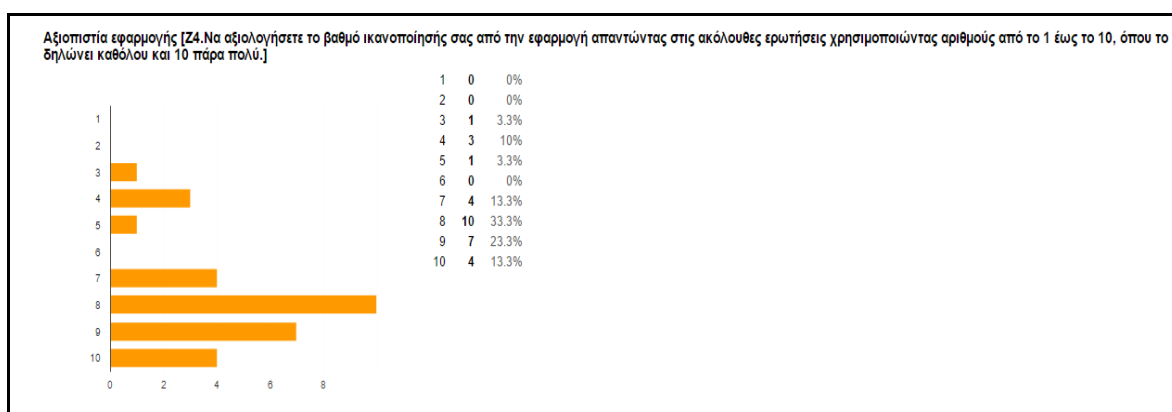 Αξιοπιστία εφαρμογής [Ζ4.Να αξιολογήσετε το βαθμό ικανοποίησής σας από την εφαρμογή απαντώντας στις ακόλουθες ερωτήσεις χρησιμοποιώντας αριθμούς από το 1 έως το 10, όπου το
δηλώνει καθόλου και 10 πάρα πολύ.]
1 0 0%
2 0 0%
3 1 3.3%
4 3 10%
5 1 3.3%
6 0 0%
7 4 13.3%
8 10 33.3%
9 7 23.3%
10 4 13.3%
1
2
3
4
5
6
7
8
9
10
0 2 4 6 8